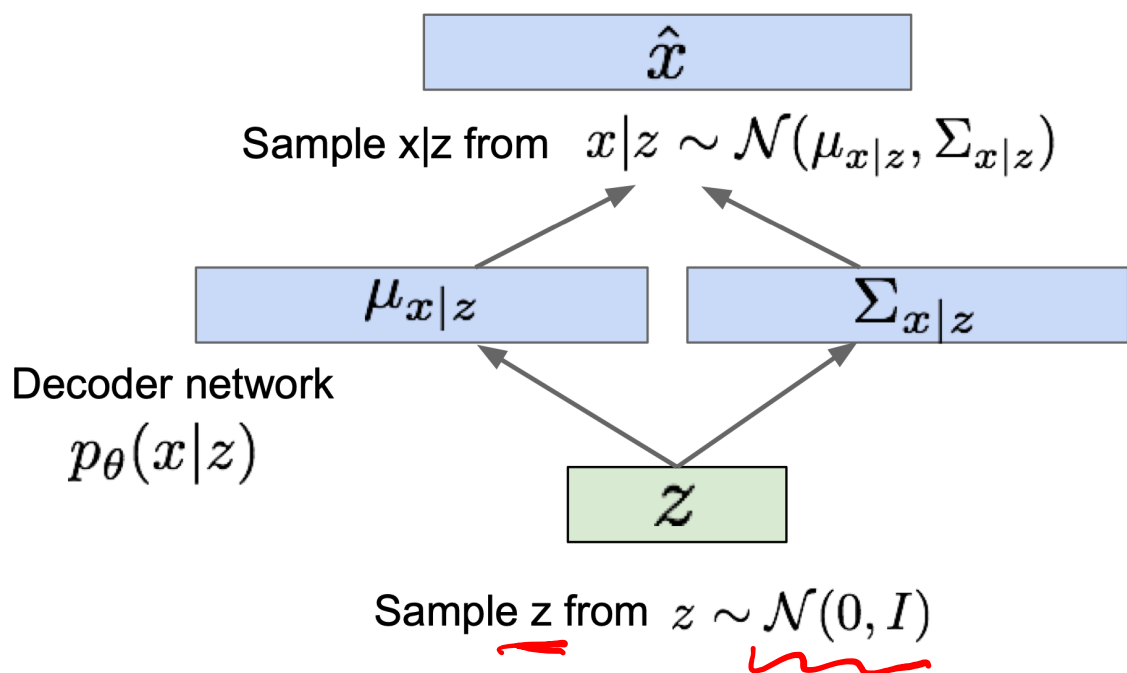 x̂
Sample x|z from x|z ∼ 𝒩(μ_{x|z}, Σ_{x|z})
μ_{x|z} Σ_{x|z}
Decoder network
p_θ(x|z)
z
Sample z from z ∼ 𝒩(0, I)